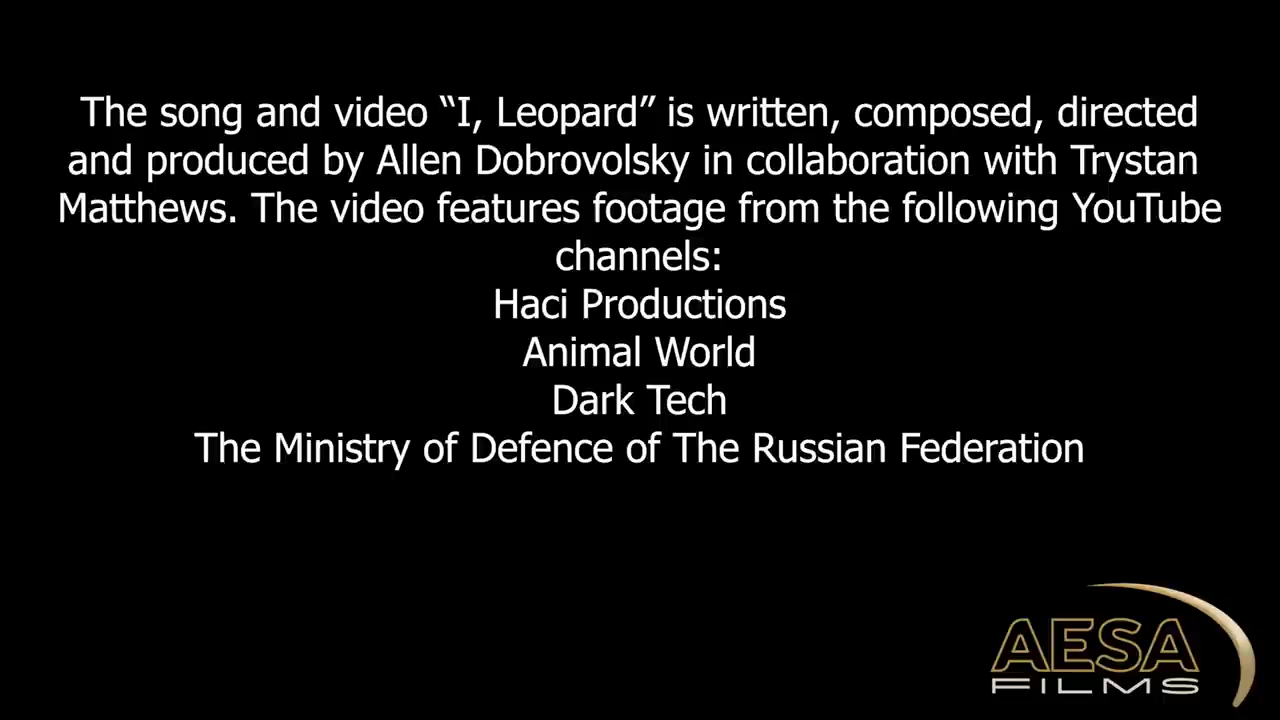 The song and video “I, Leopard” is written, composed, directed
and produced by Allen Dobrovolsky in collaboration with Trystan
Matthews. The video features footage from the following YouTube
channels:
Haci Productions
Animal World
Dark Tech
The Ministry of Defence of The Russian Federation
AESA
FILMS